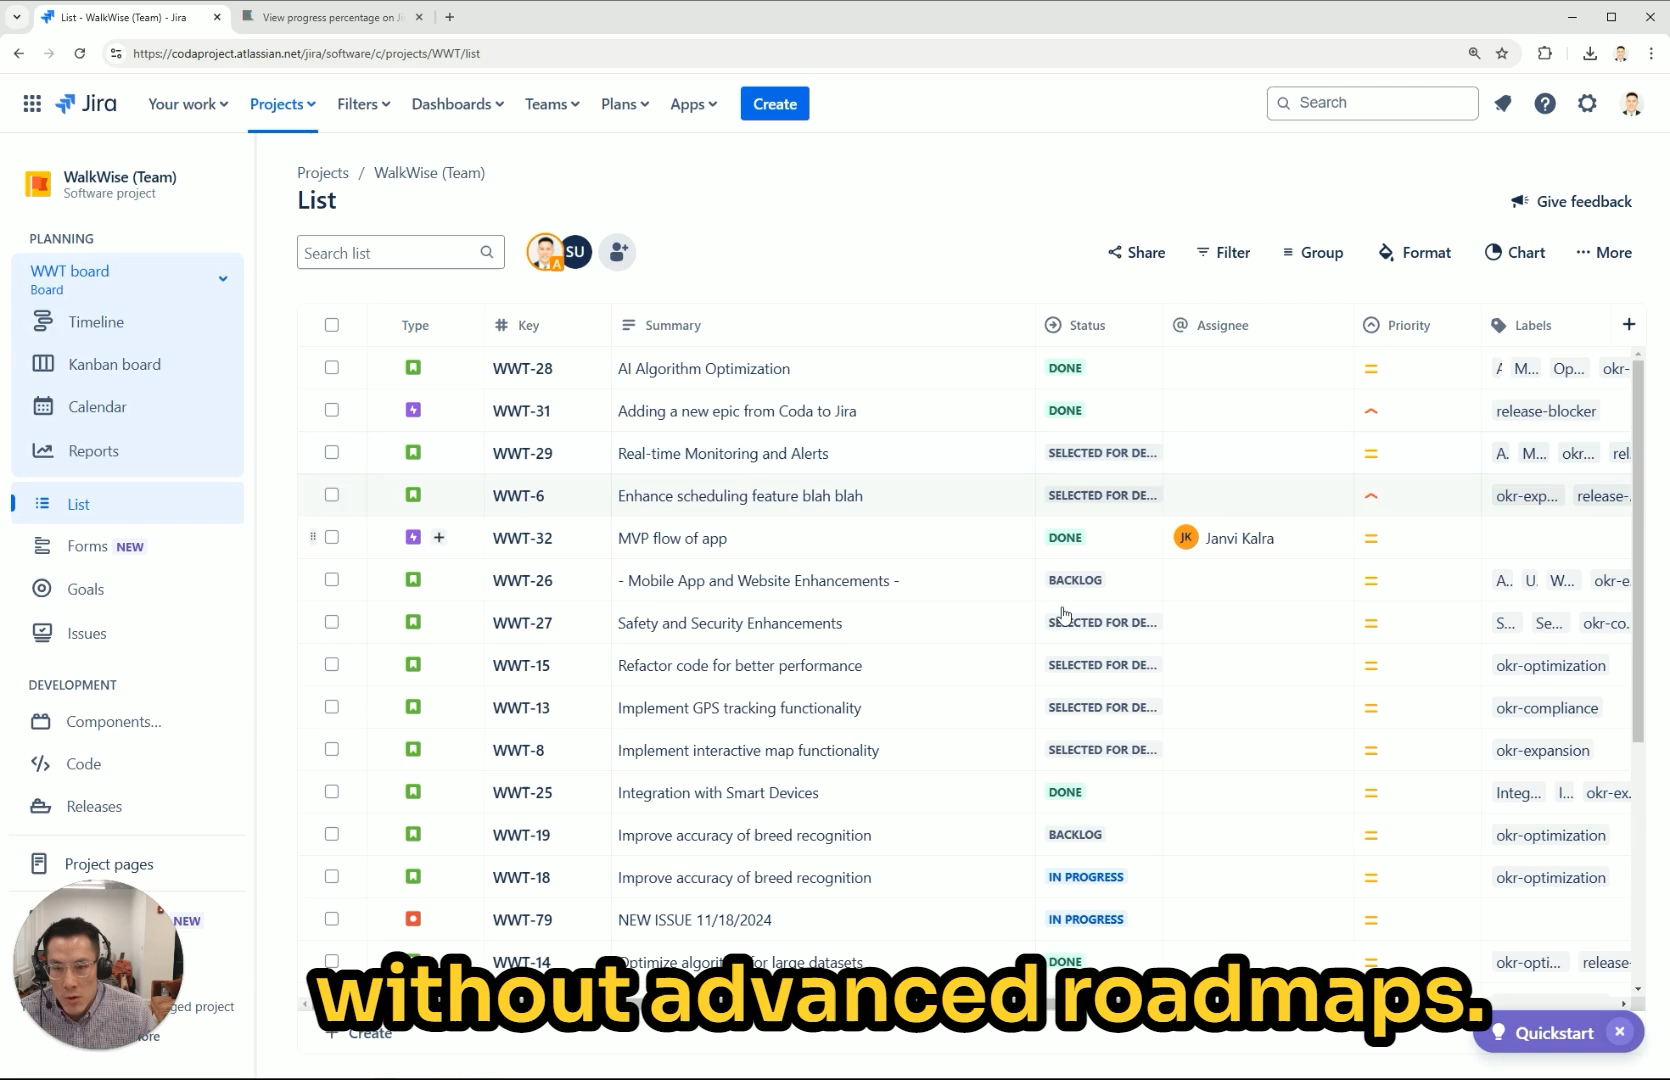 List - WalkWise (Team) - Jira
View progress percentage on Ji
https://codaproject.atlassian.net/jira/software/c/projects/WWT/list
Jira
Your work
Projects
Filters
Dashboards
Teams
Plans
Apps
Create
Search
WalkWise (Team)
Software project
PLANNING
WWT board
Board
Timeline
Kanban board
Calendar
Reports
List
Forms NEW
Goals
Issues
DEVELOPMENT
Components...
Code
Releases
Project pages
NEW
ged project
Projects / WalkWise (Team)
List
Give feedback
Search list
A
SU
Share
Filter
Group
Format
Chart
More
Type Key Summary Status Assignee Priority Labels
WWT-28 AI Algorithm Optimization DONE M... Op... okr-
WWT-31 Adding a new epic from Coda to Jira DONE release-blocker
WWT-29 Real-time Monitoring and Alerts SELECTED FOR DE... A. M... okr... rel
WWT-6 Enhance scheduling feature blah blah SELECTED FOR DE... okr-exp... release-
WWT-32 MVP flow of app DONE JK Janvi Kalra
WWT-26 - Mobile App and Website Enhancements - BACKLOG A.. U. W... okr-e
WWT-27 Safety and Security Enhancements SELECTED FOR DE... S... Se... okr-co.
WWT-15 Refactor code for better performance SELECTED FOR DE... okr-optimization
WWT-13 Implement GPS tracking functionality SELECTED FOR DE... okr-compliance
WWT-8 Implement interactive map functionality SELECTED FOR DE... okr-expansion
WWT-25 Integration with Smart Devices DONE Integ... I... okr-ex.
WWT-19 Improve accuracy of breed recognition BACKLOG okr-optimization
WWT-18 Improve accuracy of breed recognition IN PROGRESS okr-optimization
WWT-79 NEW ISSUE 11/18/2024 IN PROGRESS
WWT-14 Optimize algorithm for large datasets DONE okr-opti... release-
without advanced roadmaps.
Create
Quickstart